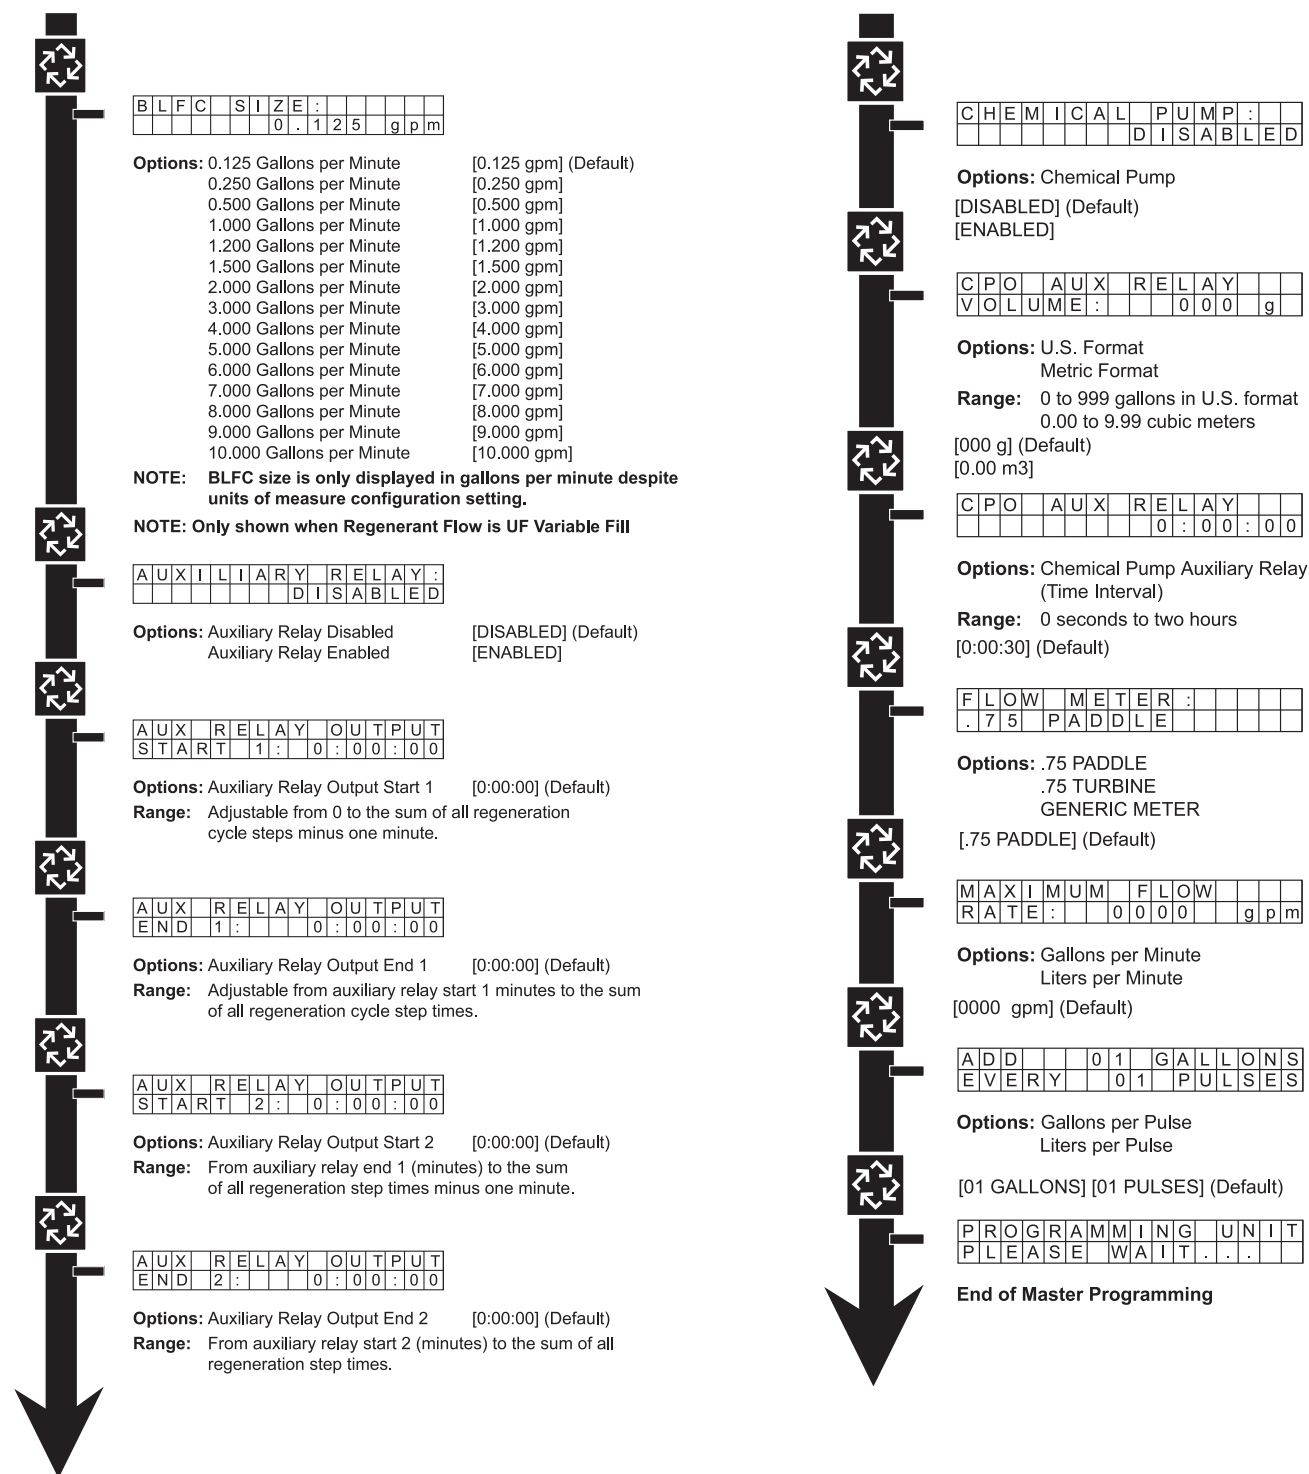 BLFC SIZE:
0.125 gpm
Options: 0.125 Gallons per Minute [0.125 gpm] (Default)
0.250 Gallons per Minute [0.250 gpm]
0.500 Gallons per Minute [0.500 gpm]
1.000 Gallons per Minute [1.000 gpm]
1.200 Gallons per Minute [1.200 gpm]
1.500 Gallons per Minute [1.500 gpm]
2.000 Gallons per Minute [2.000 gpm]
3.000 Gallons per Minute [3.000 gpm]
4.000 Gallons per Minute [4.000 gpm]
5.000 Gallons per Minute [5.000 gpm]
6.000 Gallons per Minute [6.000 gpm]
7.000 Gallons per Minute [7.000 gpm]
8.000 Gallons per Minute [8.000 gpm]
9.000 Gallons per Minute [9.000 gpm]
10.000 Gallons per Minute [10.000 gpm]
NOTE: BLFC size is only displayed in gallons per minute despite
units of measure configuration setting.
NOTE: Only shown when Regenerant Flow is UF Variable Fill
AUXILIARY RELAY:
DISABLED
Options: Auxiliary Relay Disabled [DISABLED] (Default)
Auxiliary Relay Enabled [ENABLED]
AUX RELAY OUTPUT
START 1: 0:00:00
Options: Auxiliary Relay Output Start 1 [0:00:00] (Default)
Range: Adjustable from 0 to the sum of all regeneration
cycle steps minus one minute.
AUX RELAY OUTPUT
END 1: 0:00:00
Options: Auxiliary Relay Output End 1 [0:00:00] (Default)
Range: Adjustable from auxiliary relay start 1 minutes to the sum
of all regeneration cycle step times.
AUX RELAY OUTPUT
START 2: 0:00:00
Options: Auxiliary Relay Output Start 2 [0:00:00] (Default)
Range: From auxiliary relay end 1 (minutes) to the sum
of all regeneration step times minus one minute.
AUX RELAY OUTPUT
END 2: 0:00:00
Options: Auxiliary Relay Output End 2 [0:00:00] (Default)
Range: From auxiliary relay start 2 (minutes) to the sum of all
regeneration step times.
CHEMICAL PUMP:
DISABLED
Options: Chemical Pump
[DISABLED] (Default)
[ENABLED]
CPO AUX RELAY
VOLUME: 000 g
Options: U.S. Format
Metric Format
Range: 0 to 999 gallons in U.S. format
0.00 to 9.99 cubic meters
[000 g] (Default)
[0.00 m3]
CPO AUX RELAY
0:00:00
Options: Chemical Pump Auxiliary Relay
(Time Interval)
Range: 0 seconds to two hours
[0:00:30] (Default)
FLOW METER:
.75 PADDLE
Options: .75 PADDLE
.75 TURBINE
GENERIC METER
[.75 PADDLE] (Default)
MAXIMUM FLOW
RATE: 0000 gpm
Options: Gallons per Minute
Liters per Minute
[0000 gpm] (Default)
ADD 01 GALLONS
EVERY 01 PULSES
Options: Gallons per Pulse
Liters per Pulse
[01 GALLONS] [01 PULSES] (Default)
PROGRAMMING UNIT
PLEASE WAIT...
End of Master Programming